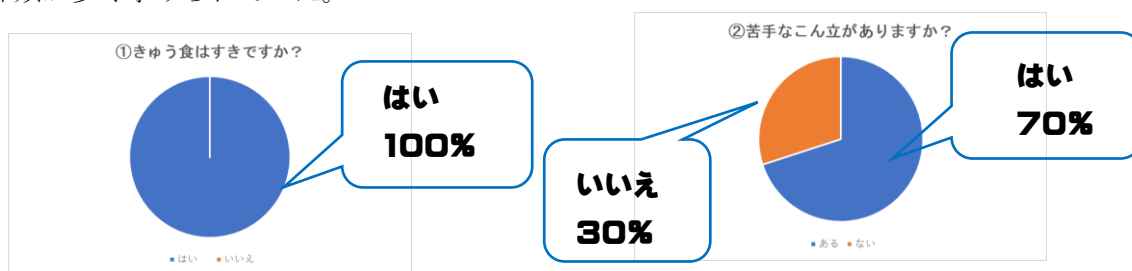 ①きゅう食はすきですか？
はい
100%
■はい ■いいえ
②苦手なこん立がありますか？
はい
70%
いいえ
30%
■ある ■ない